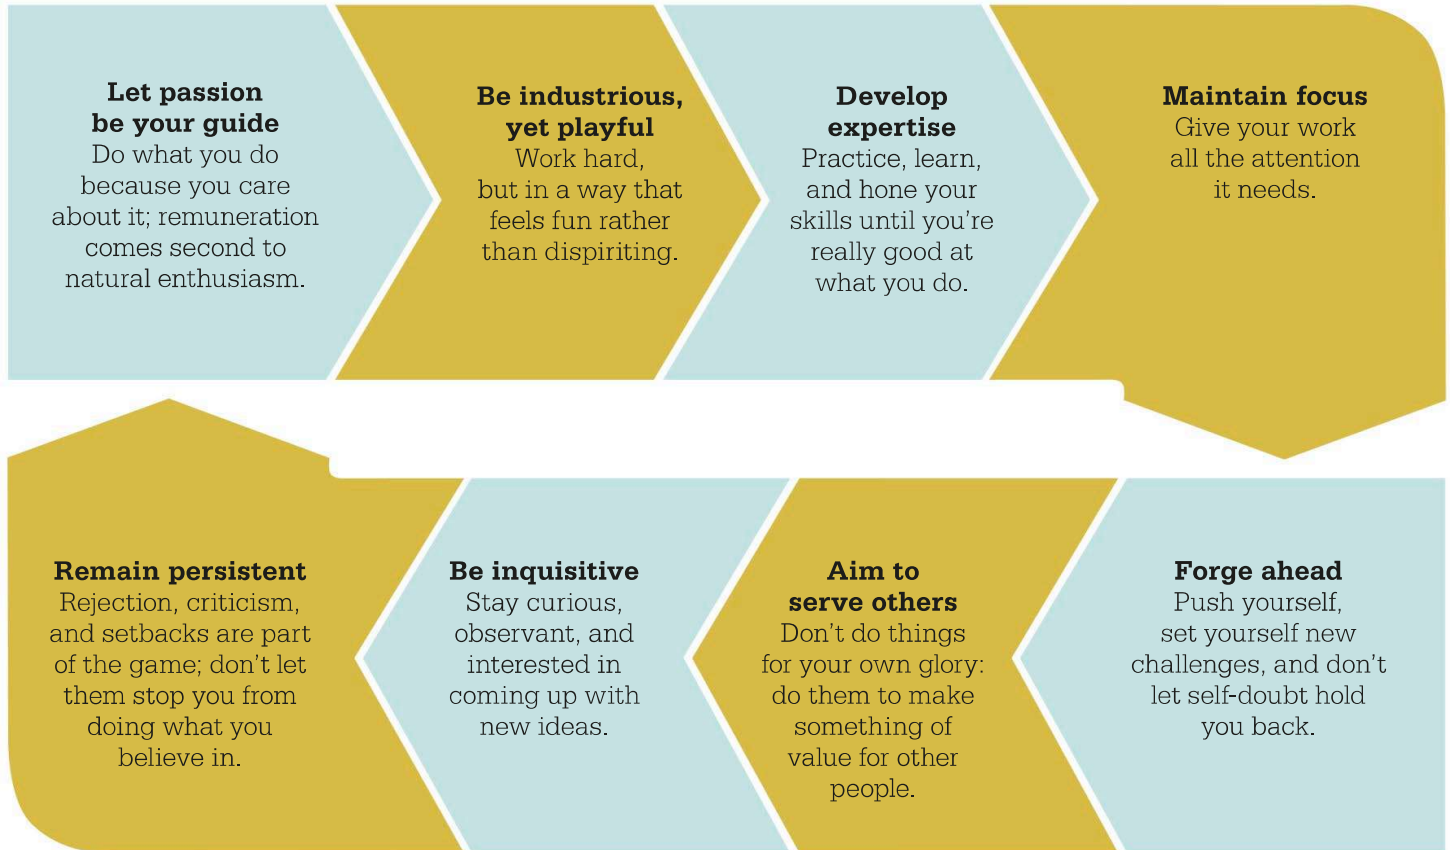 Let passion
be your guide
Do what you do
because you care
about it; remuneration
comes second to
natural enthusiasm.
Be industrious,
yet playful
Work hard,
but in a way that
feels fun rather
than dispiriting.
Develop
expertise
Practice, learn,
and hone your
skills until you’re
really good at
what you do.
Maintain focus
Give your work
all the attention
it needs.
Forge ahead
Push yourself,
set yourself new
challenges, and don’t
let self-doubt hold
you back.
Aim to
serve others
Don’t do things
for your own glory:
do them to make
something of
value for other
people.
Be inquisitive
Stay curious,
observant, and
interested in
coming up with
new ideas.
Remain persistent
Rejection, criticism,
and setbacks are part
of the game; don’t let
them stop you from
doing what you
believe in.